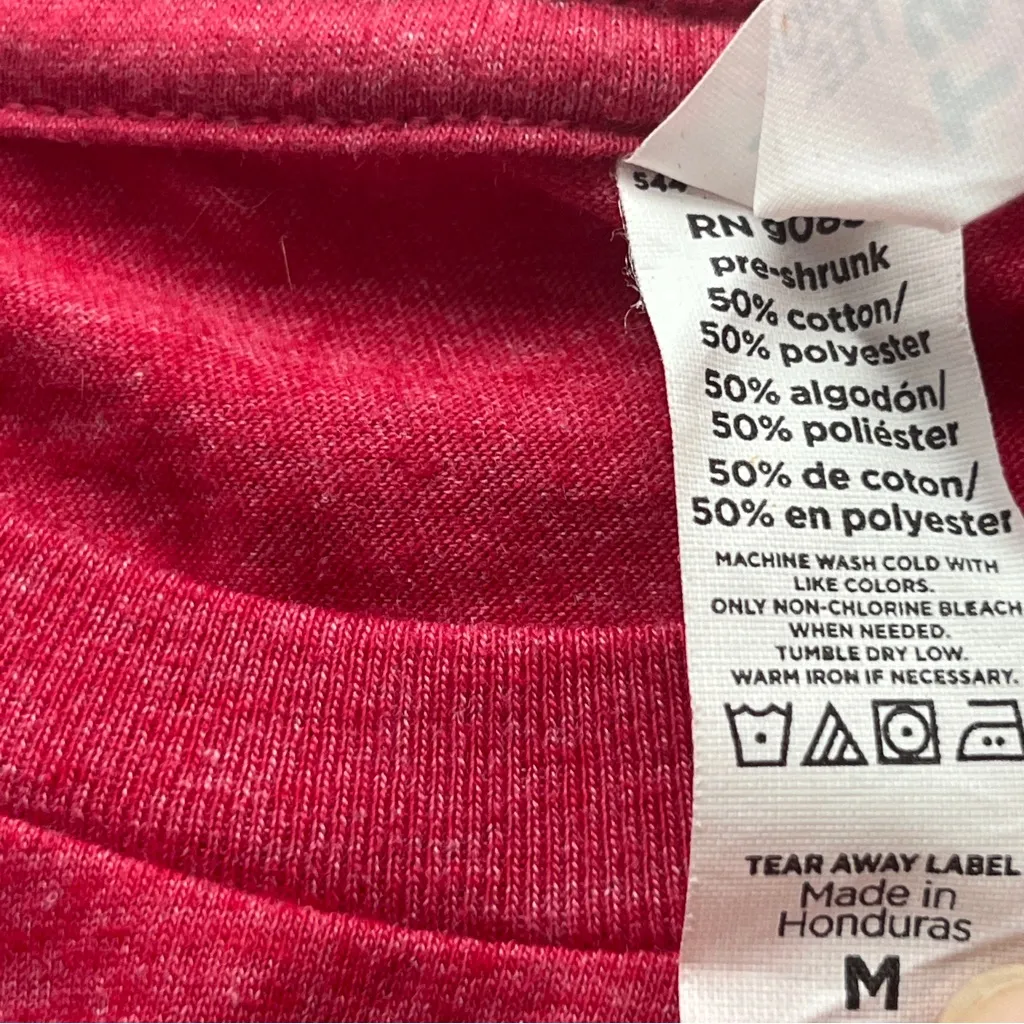 544
RN
pre-shrunk
50% cotton/
50% polyester
50% algodón/
50% poliéster
50% de coton/
50% en polyester
MACHINE WASH COLD WITH
LIKE COLORS.
ONLY NON-CHLORINE BLEACH
WHEN NEEDED.
TUMBLE DRY LOW.
WARM IRON IF NECESSARY.
TEAR AWAY LABEL
Made in
Honduras
M